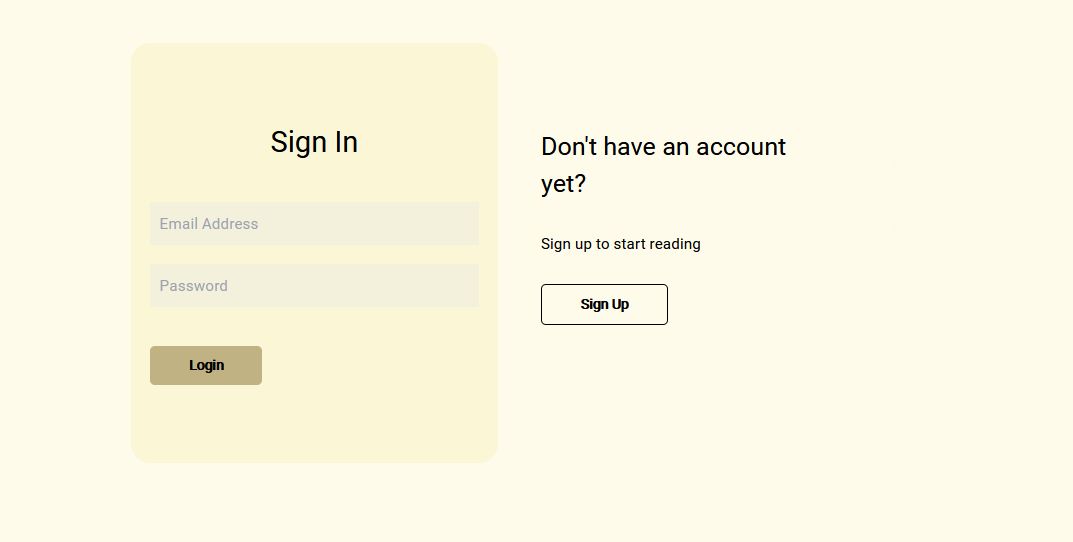 Sign In
Email Address
Password
Login
Don't have an account
yet?
Sign up to start reading
Sign Up